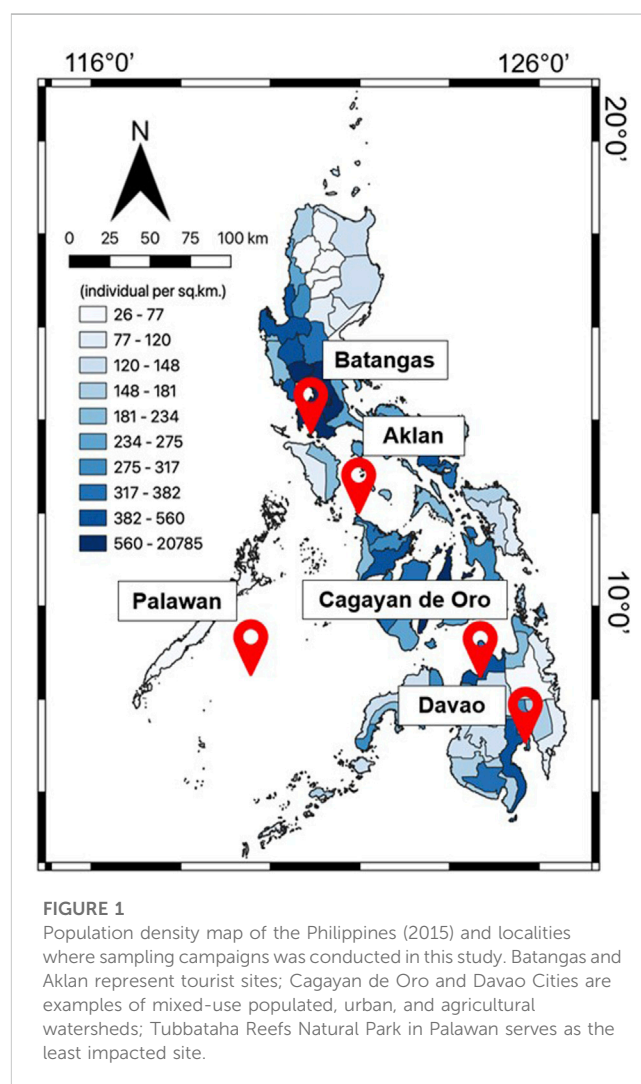 116°0’ 126°0’
20°0’
N
0 25 50 75 100 km
(individual per sq.km.)
26 - 77
77 - 120
120 - 148
148 - 181
181 - 234
234 - 275
275 - 317
317 - 382
382 - 560
560 - 20785
Batangas
Aklan
Palawan
Cagayan de Oro
10°0’
Davao
FIGURE 1
Population density map of the Philippines (2015) and localities
where sampling campaigns was conducted in this study. Batangas and
Aklan represent tourist sites; Cagayan de Oro and Davao Cities are
examples of mixed-use populated, urban, and agricultural
watersheds; Tubbataha Reefs Natural Park in Palawan serves as the
least impacted site.